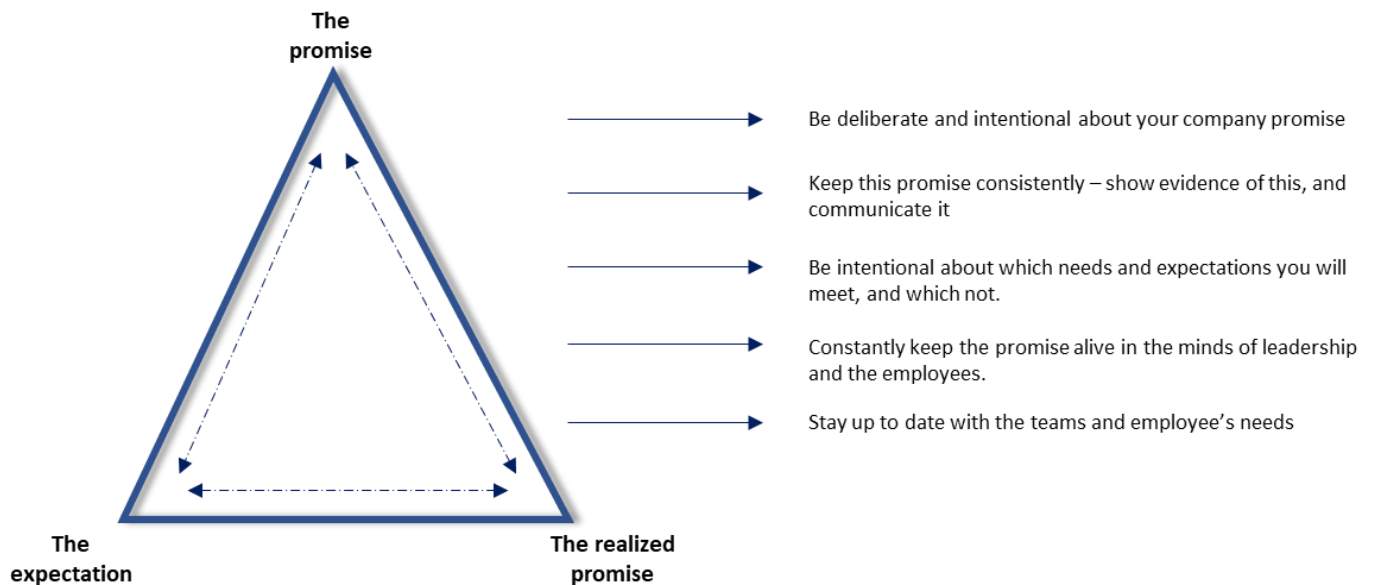 The
promise
Be deliberate and intentional about your company promise
Keep this promise consistently – show evidence of this, and
communicate it
Be intentional about which needs and expectations you will
meet, and which not.
Constantly keep the promise alive in the minds of leadership
and the employees.
Stay up to date with the teams and employee’s needs
The
expectation
The realized
promise